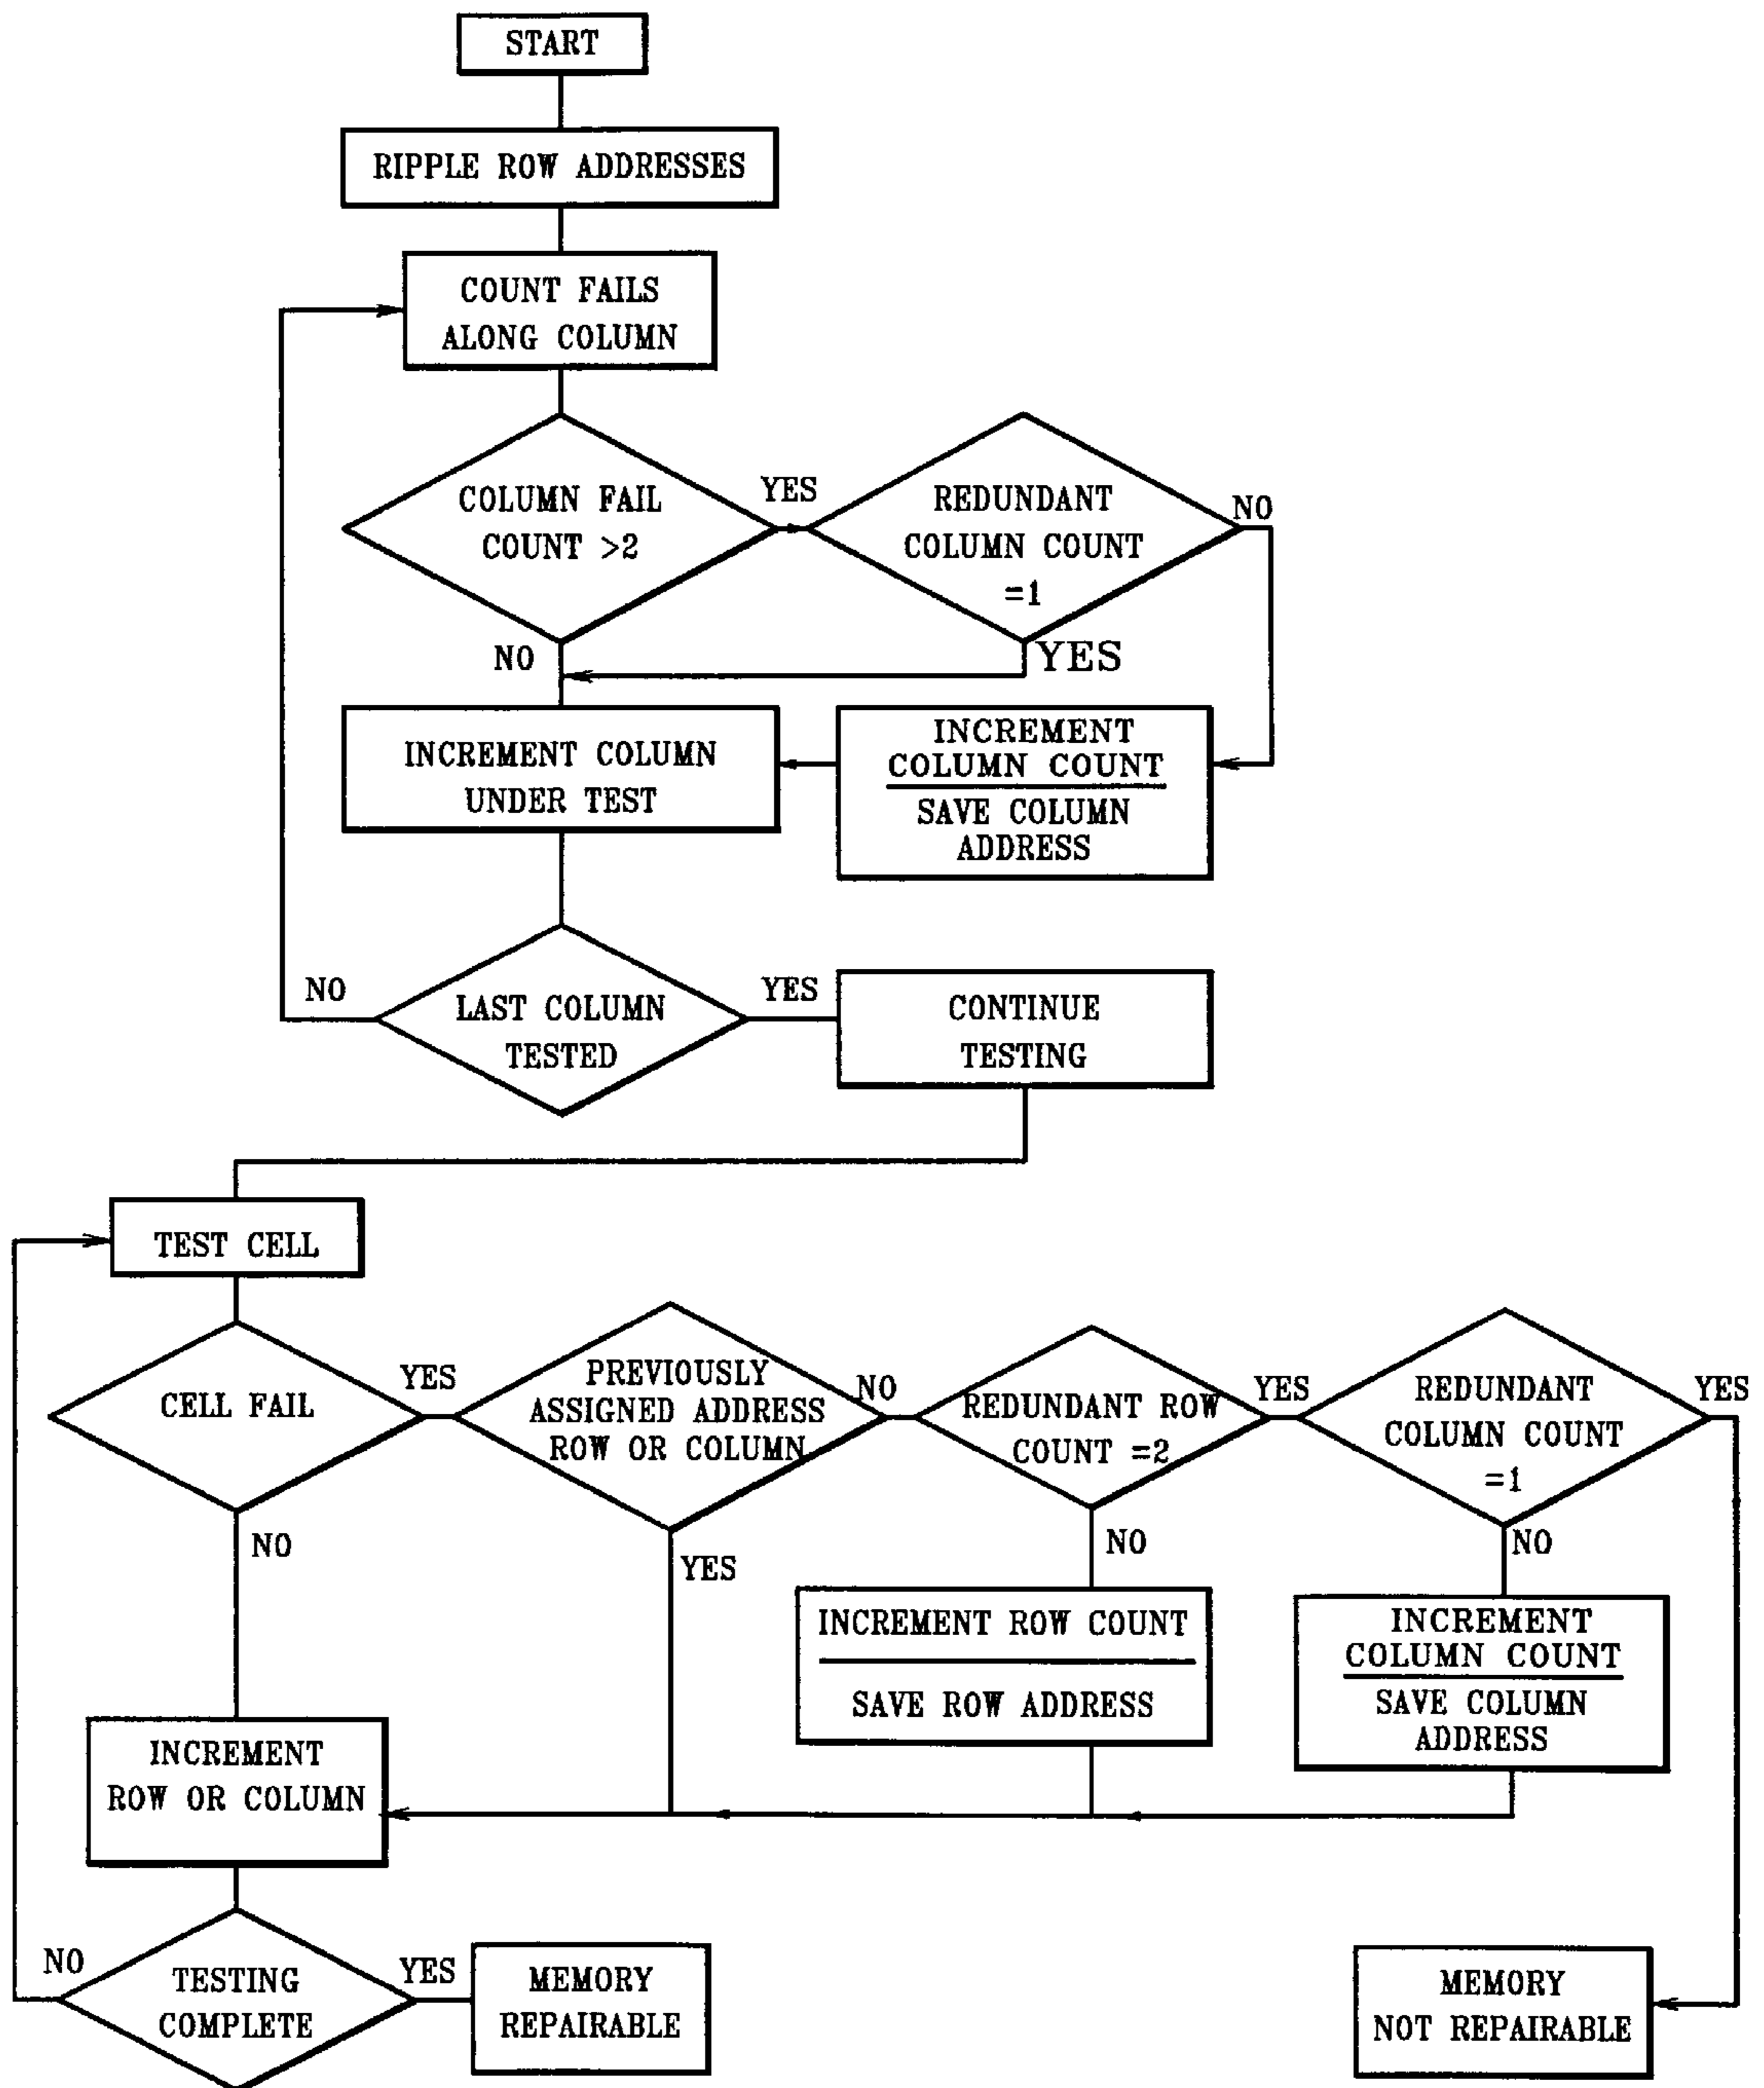 START
RIPPLE ROW ADDRESSES
COUNT FAILS
ALONG COLUMN
COLUMN FAIL
COUNT >2
YES
REDUNDANT
COLUMN COUNT
=1
NO
NO
YES
INCREMENT COLUMN
UNDER TEST
INCREMENT
COLUMN COUNT
SAVE COLUMN
ADDRESS
NO
LAST COLUMN
TESTED
YES
CONTINUE
TESTING
TEST CELL
CELL FAIL
YES
PREVIOUSLY
ASSIGNED ADDRESS
ROW OR COLUMN
NO
REDUNDANT ROW
COUNT =2
YES
REDUNDANT
COLUMN COUNT
=1
YES
NO
YES
NO
NO
INCREMENT ROW COUNT
SAVE ROW ADDRESS
INCREMENT
COLUMN COUNT
SAVE COLUMN
ADDRESS
INCREMENT
ROW OR COLUMN
NO
TESTING
COMPLETE
YES
MEMORY
REPAIRABLE
MEMORY
NOT REPAIRABLE